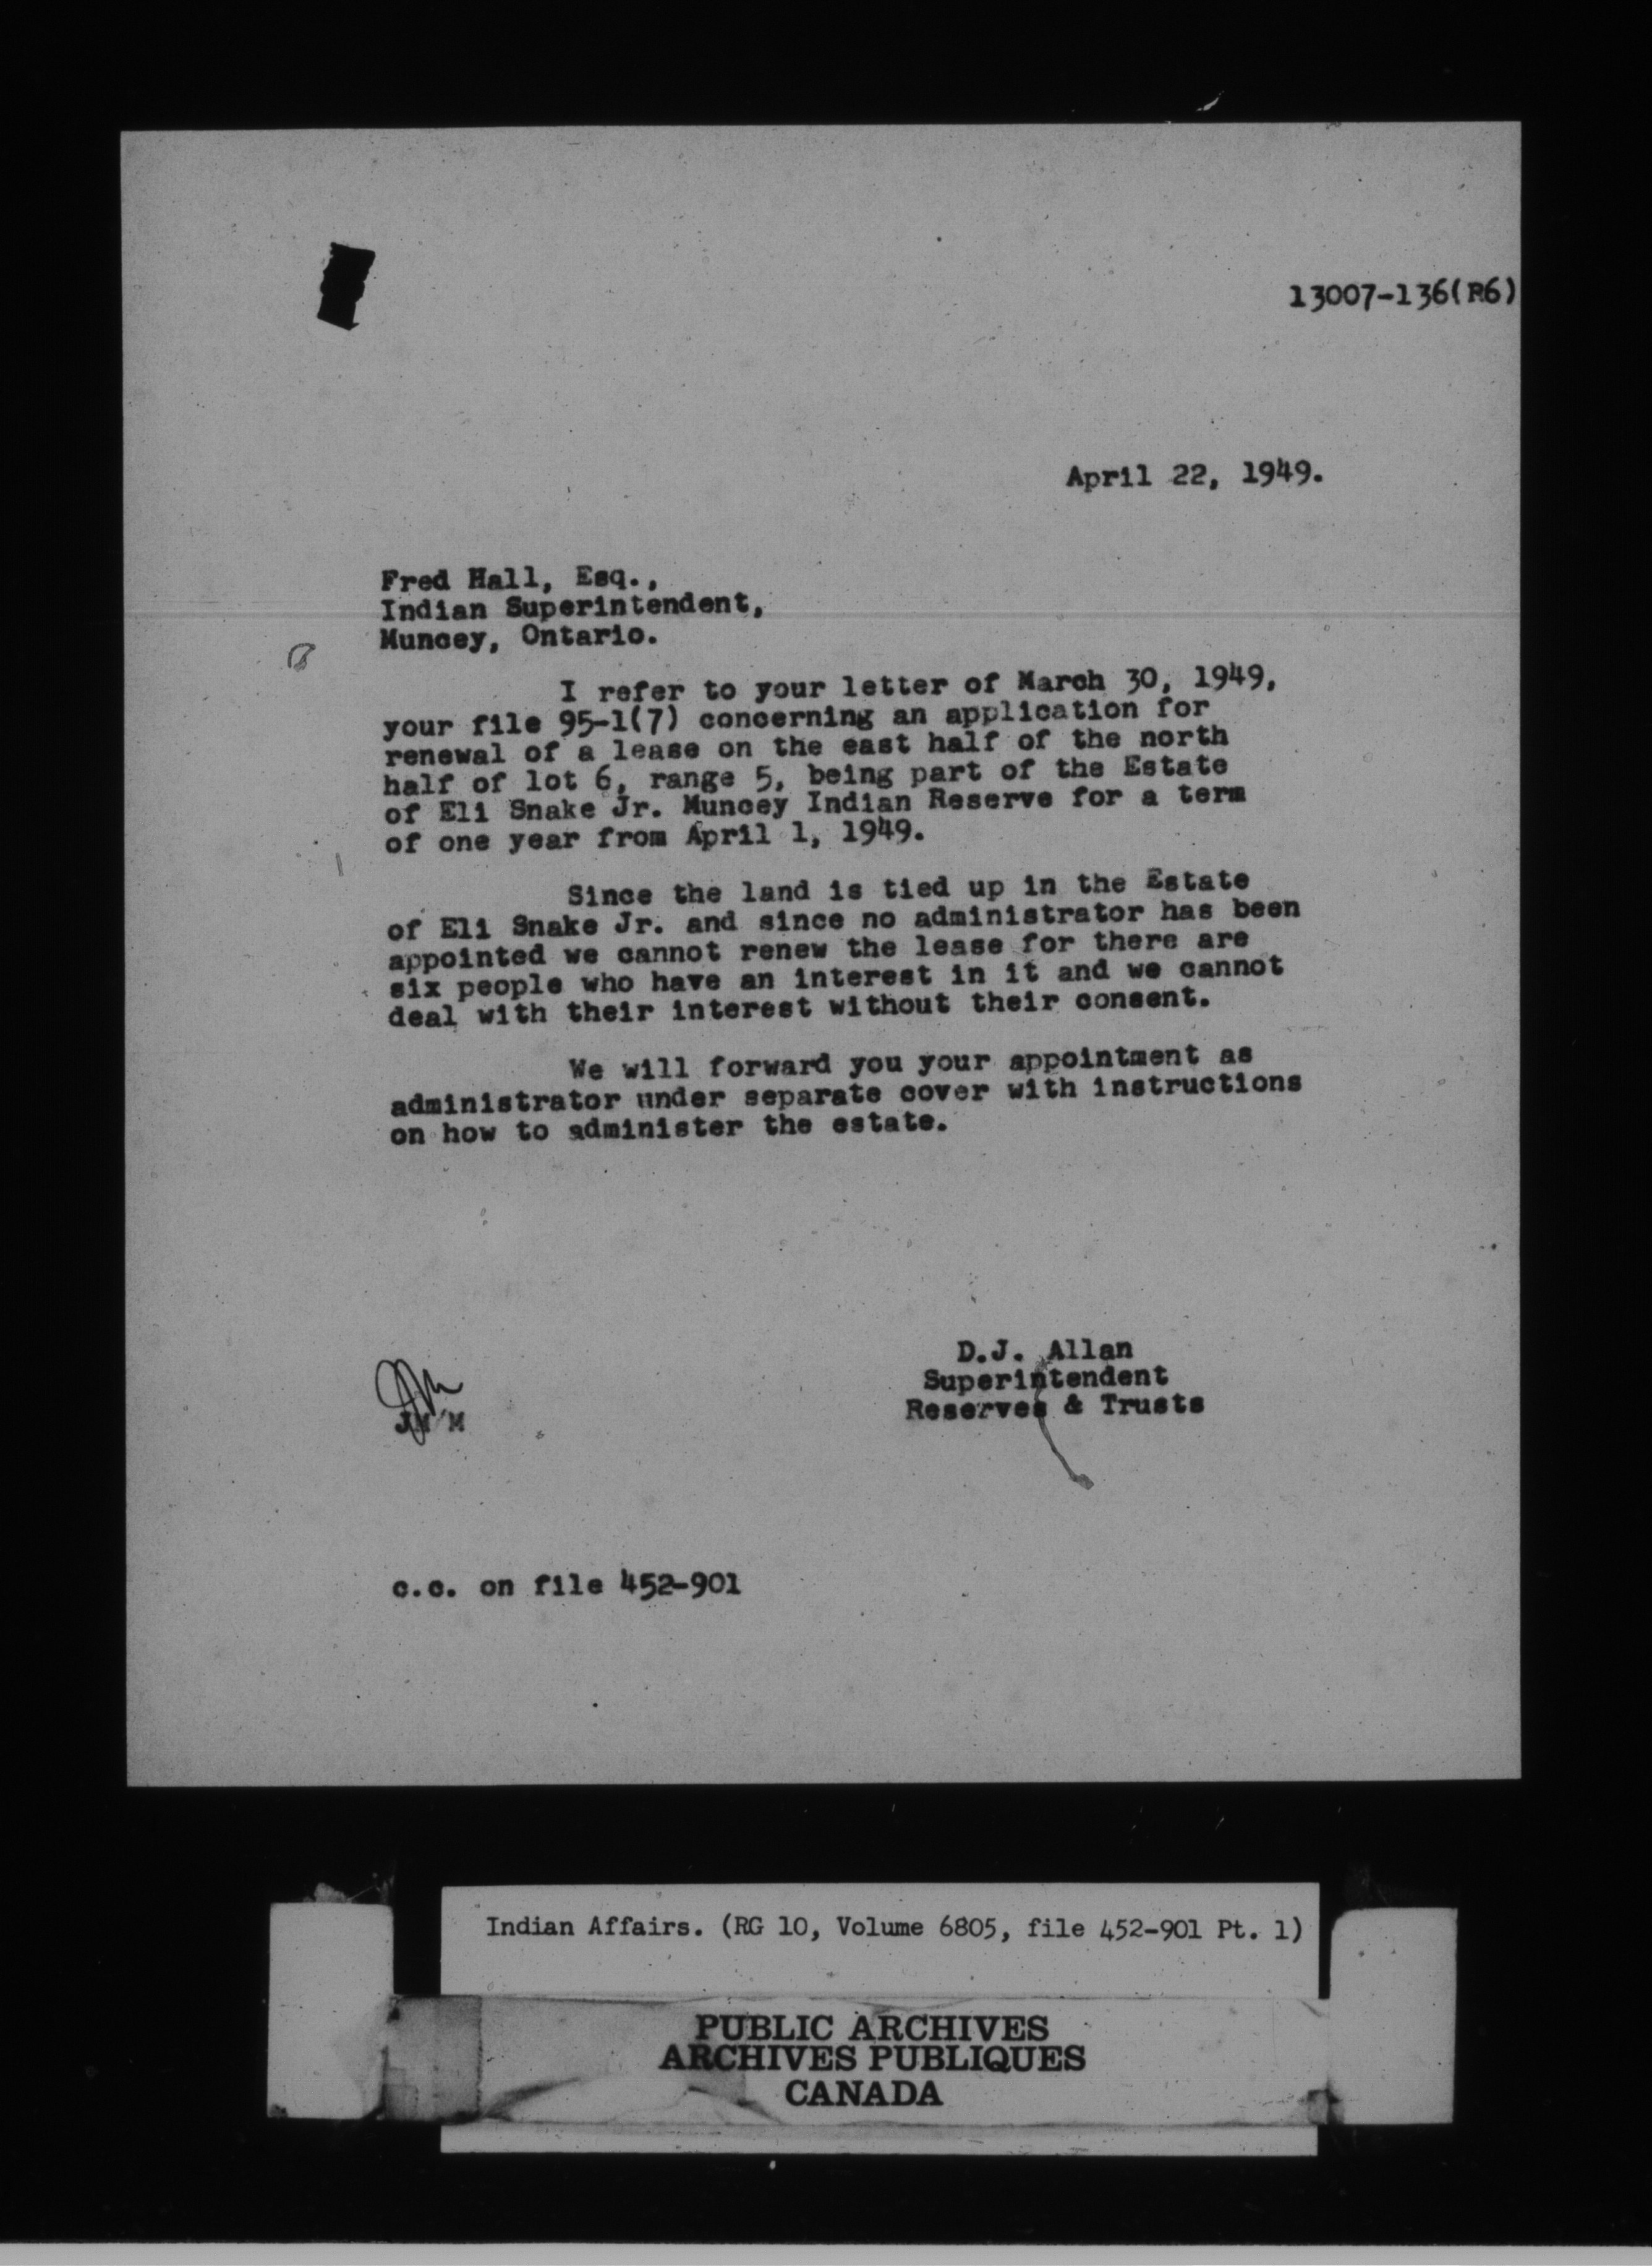 13007-136(R6)
April 22, 1949.
Fred Hall, Esq.,
Indian Superintendent,
Muncey, Ontario.
I refer to your letter of March 30, 1949,
your file 95-1(7) concerning an application for
renewal of a lease on the east half of the north
half of lot 6, range 5, being part of the Estate
of Eli Snake Jr. Muncey Indian Reserve for a term
of one year from April 1, 1949.
Since the land is tied up in the Estate
of Eli Snake Jr. and since no administrator has been
appointed we cannot renew the lease for there are
six people who have an interest in it and we cannot
deal with their interest without their consent.
We will forward you your appointment as
administrator under separate cover with instructions
on how to administer the estate.
D.J. Allan
Superintendent
Reserves & Trusts
c.c. on file 452-901
Indian Affairs. (RG 10, Volume 6805, file 452-901 Pt. 1)
PUBLIC ARCHIVES
ARCHIVES PUBLIQUES
CANADA